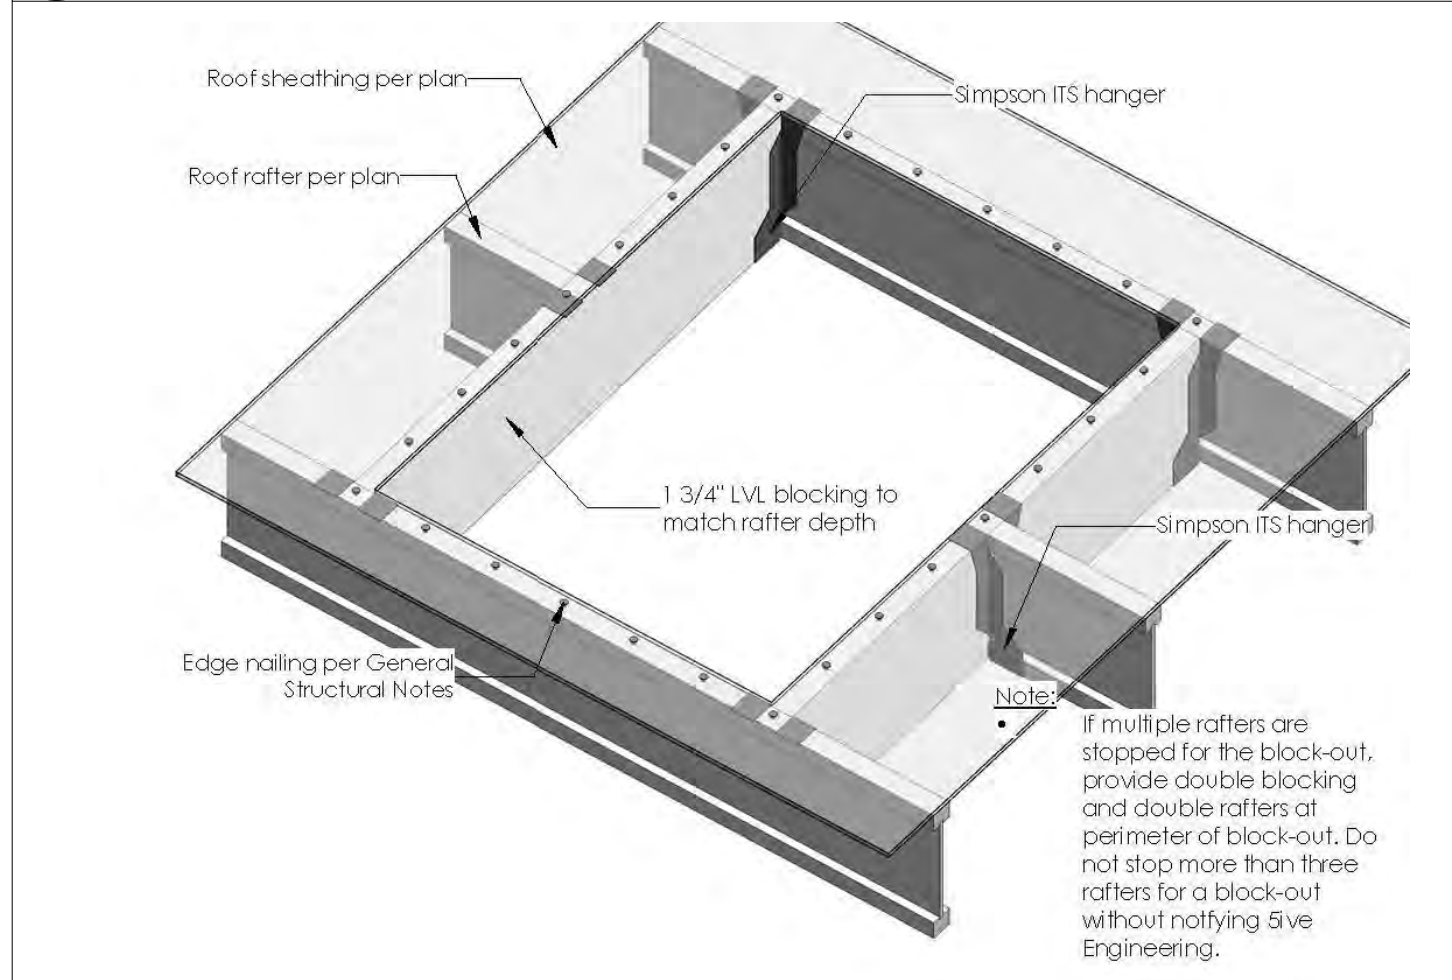 Roof sheathing per plan
Simpson ITS hanger
Roof rafter per plan
1 3/4" LVL blocking to
match rafter depth
Simpson ITS hanger
Edge nailing per General
Structural Notes
Note:
• If multiple rafters are
stopped for the block-out,
provide double blocking
and double rafters at
perimeter of block-out. Do
not stop more than three
rafters for a block-out
without notfying 5ive
Engineering.